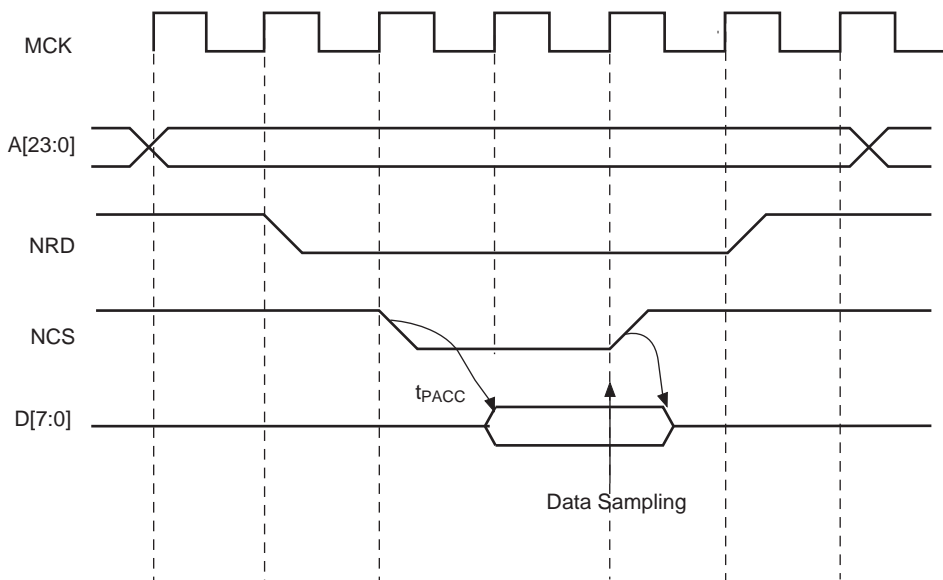 MCK
A[23:0]
NRD
NCS
tPACC
D[7:0]
Data Sampling